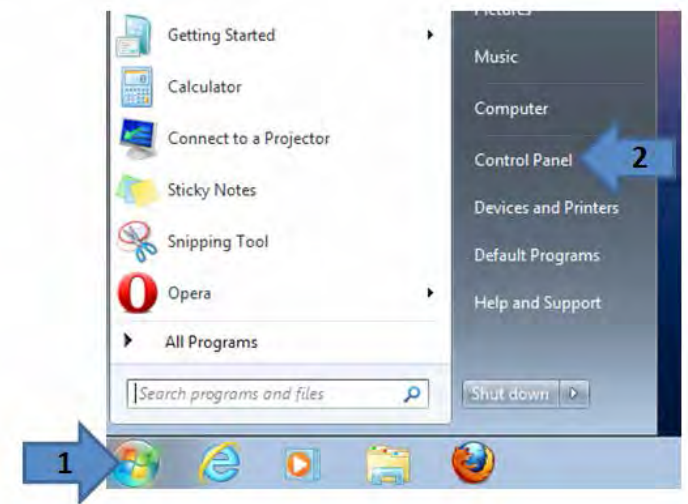 Getting Started
Calculator
Connect to a Projector
Sticky Notes
Snipping Tool
Opera
All Programs
Search programs and files
Pictures
Music
Computer
Control Panel
2
Devices and Printers
Default Programs
Help and Support
Shut down
1